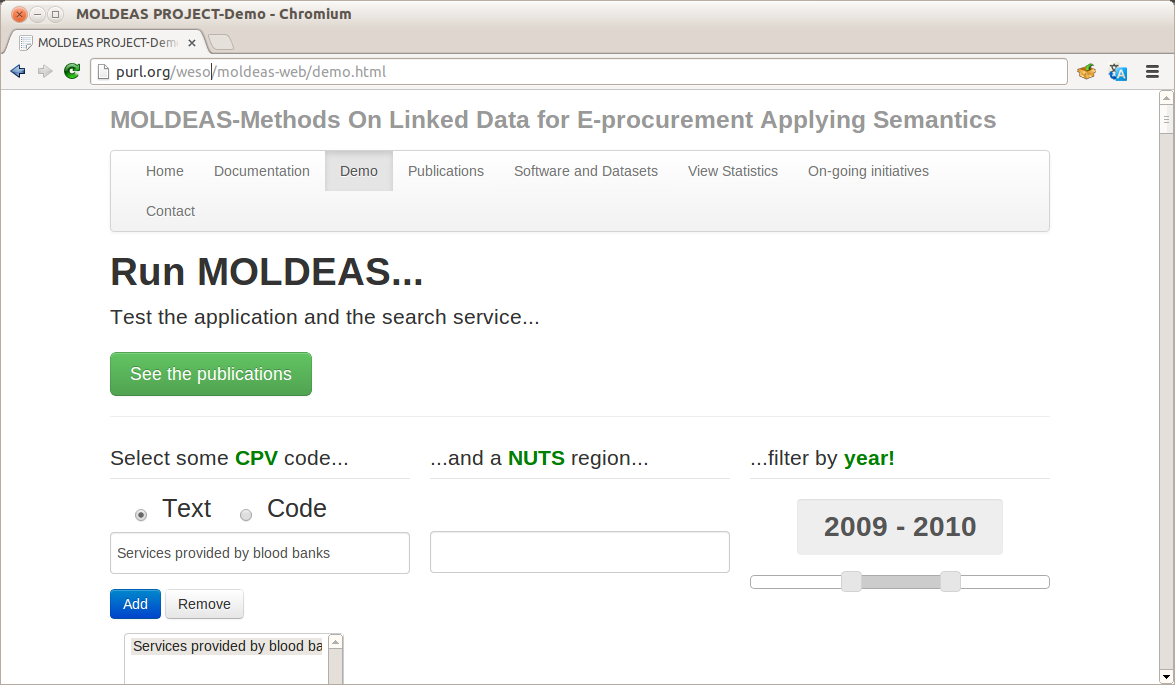 MOLDEAS PROJECT-Demo - Chromium
MOLDEAS PROJECT-Dem
purl.org/weso/moldeas-web/demo.html
MOLDEAS-Methods On Linked Data for E-procurement Applying Semantics
Home Documentation Demo Publications Software and Datasets View Statistics On-going initiatives
Contact
Run MOLDEAS...
Test the application and the search service...
See the publications
Select some CPV code... ...and a NUTS region... ...filter by year!
Text Code
2009 - 2010
Services provided by blood banks
Add Remove
Services provided by blood ba